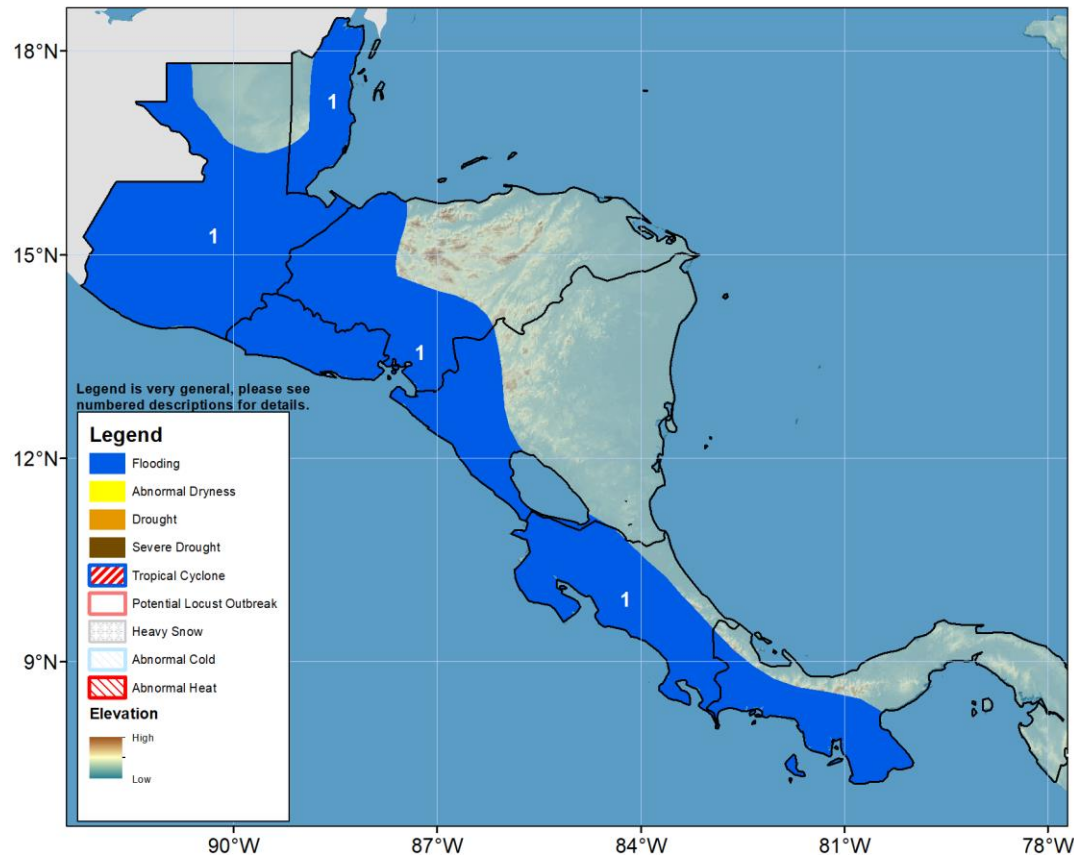 18°N
1
1
15°N
1
Legend is very general, please see
numbered descriptions for details.
Legend
Flooding
Abnormal Dryness
Drought
Severe Drought
Tropical Cyclone
Potential Locust Outbreak
Heavy Snow
Abnormal Cold
Abnormal Heat
Elevation
High
Low
12°N
1
9°N
90°W 87°W 84°W 81°W 78°W